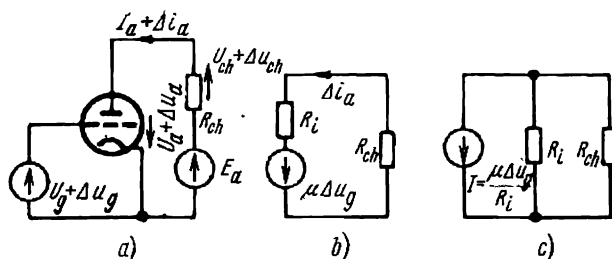 I_a+Δi_a
U_ch+Δu_ch
U_a+Δu_a
R_ch
E_a
U_g+Δu_g
a)
Δi_a
R_i
R_ch
μΔu_g
b)
I=μΔu_g/R_i
R_i
R_ch
c)